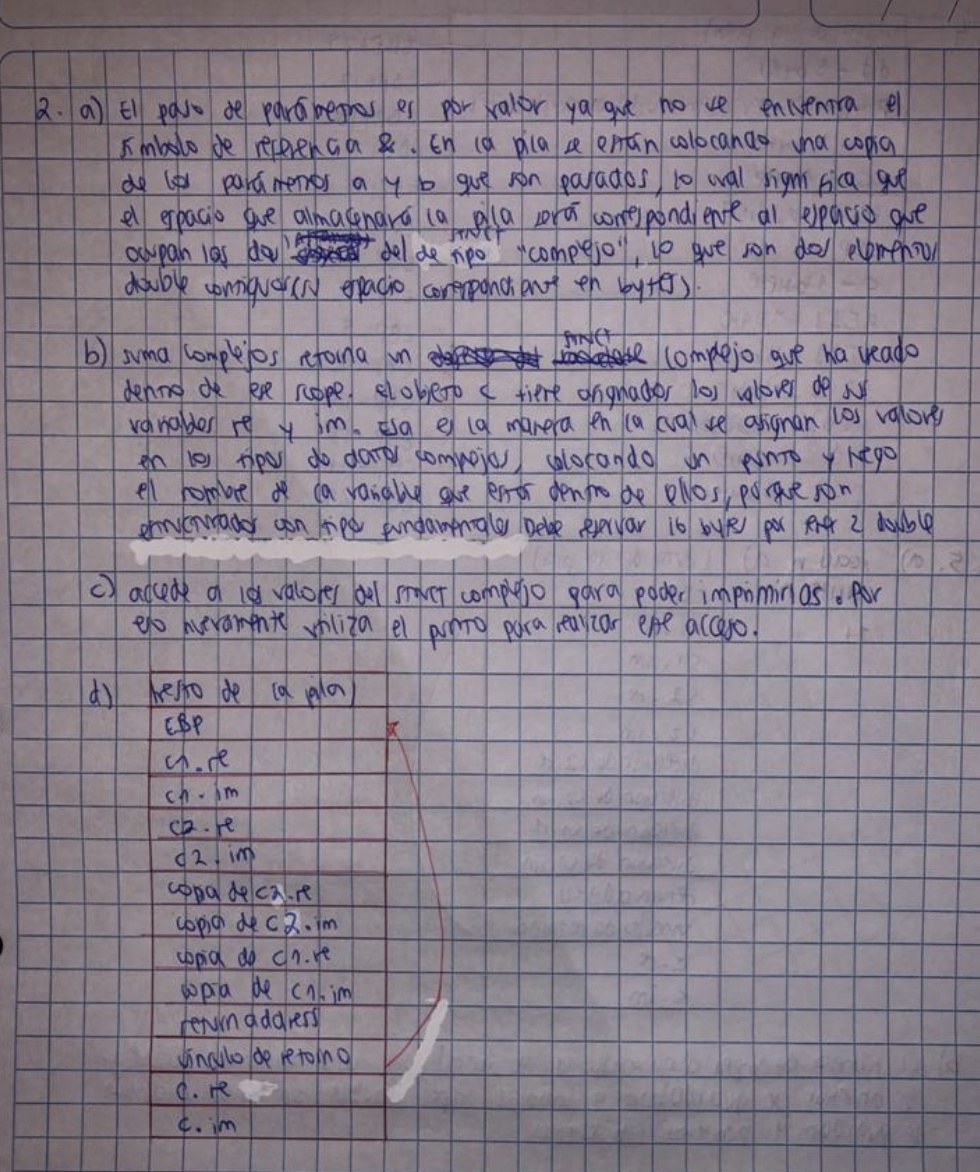 2. a) El paso de parámetros es por valor ya que no se encuentra el
símbolo de referencia &. En la pila se están colocando una copia
de los parámetros a y b que son pasados, lo cual significa que
el espacio que almacenará la pila será correspondiente al espacio que
ocupan los dos del de tipo struct "complejo", lo que son dos elementos
double contiguos (su espacio correspondiente en bytes).
b) suma complejos retorna un struct complejo que ha creado
dentro de ese scope. El objeto c tiene asignados los valores de sus
variables re y im. Esa es la manera en la cual se asignan los valores
en los tipos de datos complejos, colocando un punto y luego
el nombre de la variable que está dentro de ellos, porque son
estructurados con tipos fundamentales Debe reservar 16 bytes por 2 double
c) accede a los valores del struct complejo para poder imprimirlos. Por
eso nuevamente utiliza el punto para realizar este acceso.
d) resto de la pila
EBP
c1.re
c1.im
c2.re
c2.im
copia de c2.re
copia de c2.im
copia de c1.re
copia de c1.im
return address
vínculo de retorno
c.re
c.im